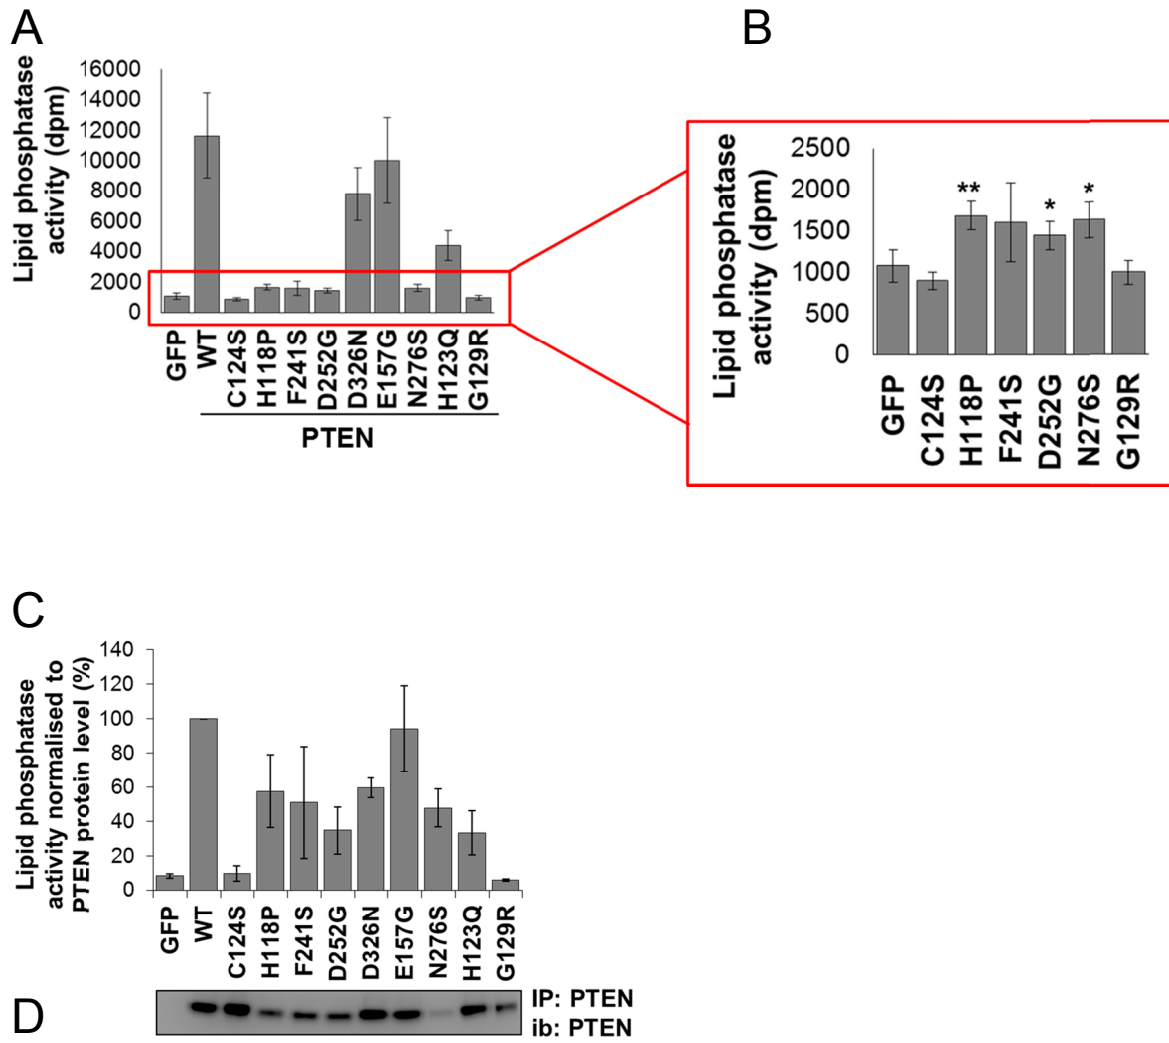 A
Lipid phosphatase
activity (dpm)
16000
14000
12000
10000
8000
6000
4000
2000
0
GFP
WT
C124S
H118P
F241S
D252G
D326N
E157G
N276S
H123Q
G129R
PTEN
B
Lipid phosphatase
activity (dpm)
2500
2000
1500
1000
500
0
**
*
*
GFP
C124S
H118P
F241S
D252G
N276S
G129R
C
Lipid phosphatase
activity normalised to
PTEN protein level (%)
140
120
100
80
60
40
20
0
GFP
WT
C124S
H118P
F241S
D252G
D326N
E157G
N276S
H123Q
G129R
D
IP: PTEN
ib: PTEN